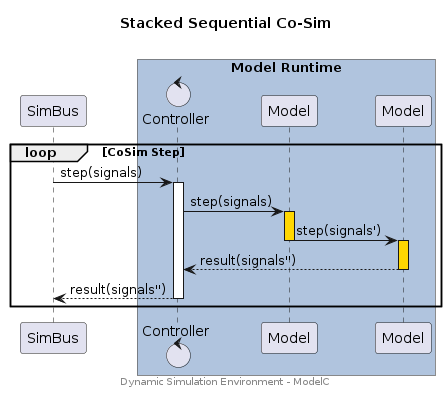 Stacked Sequential Co-Sim
Model Runtime
SimBus
Controller
Model
Model
loop
[CoSim Step]
step(signals)
step(signals)
step(signals')
result(signals'')
result(signals'')
SimBus
Controller
Model
Model
Dynamic Simulation Environment - ModelC